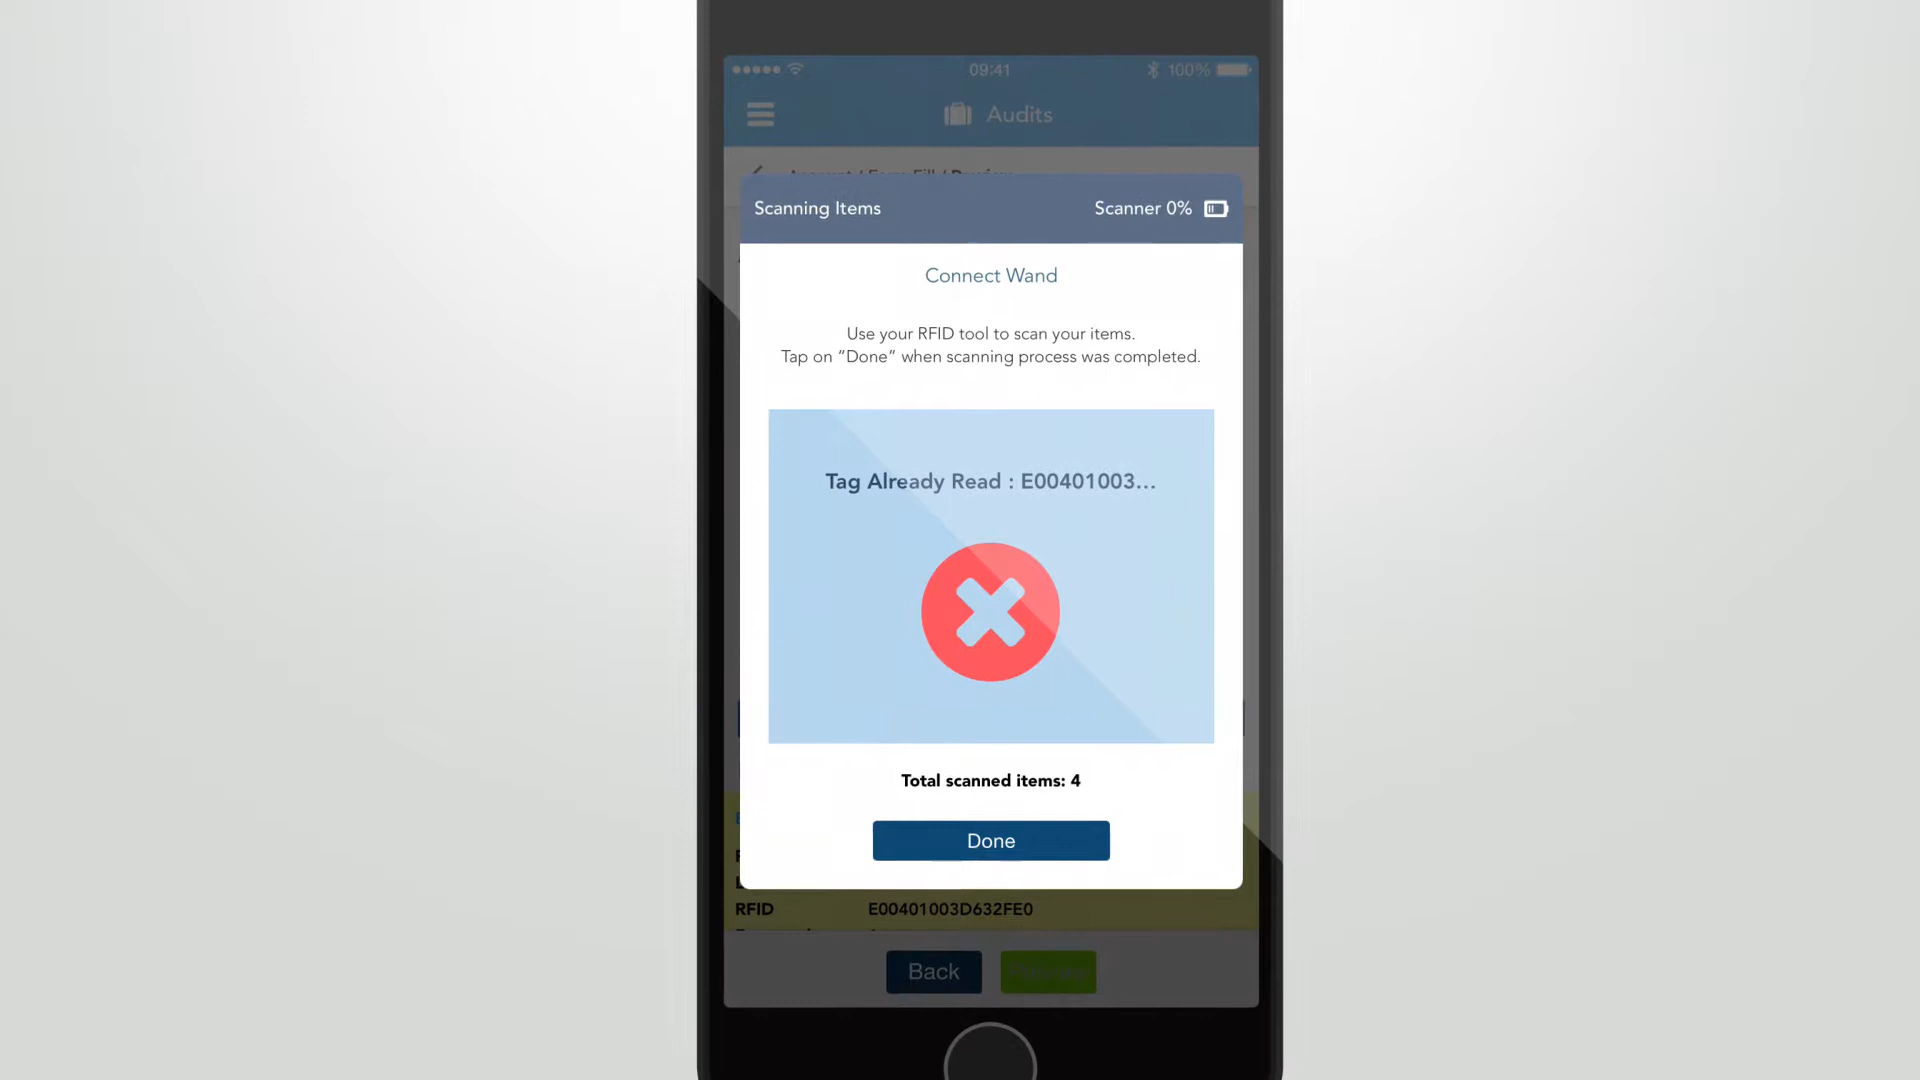 09:41
100%
Audits
Scanning Items
Scanner 0%
Connect Wand
Use your RFID tool to scan your items.
Tap on “Done” when scanning process was completed.
Tag Already Read : E00401003...
Total scanned items: 4
Done
RFID
E00401003D632FE0
Back